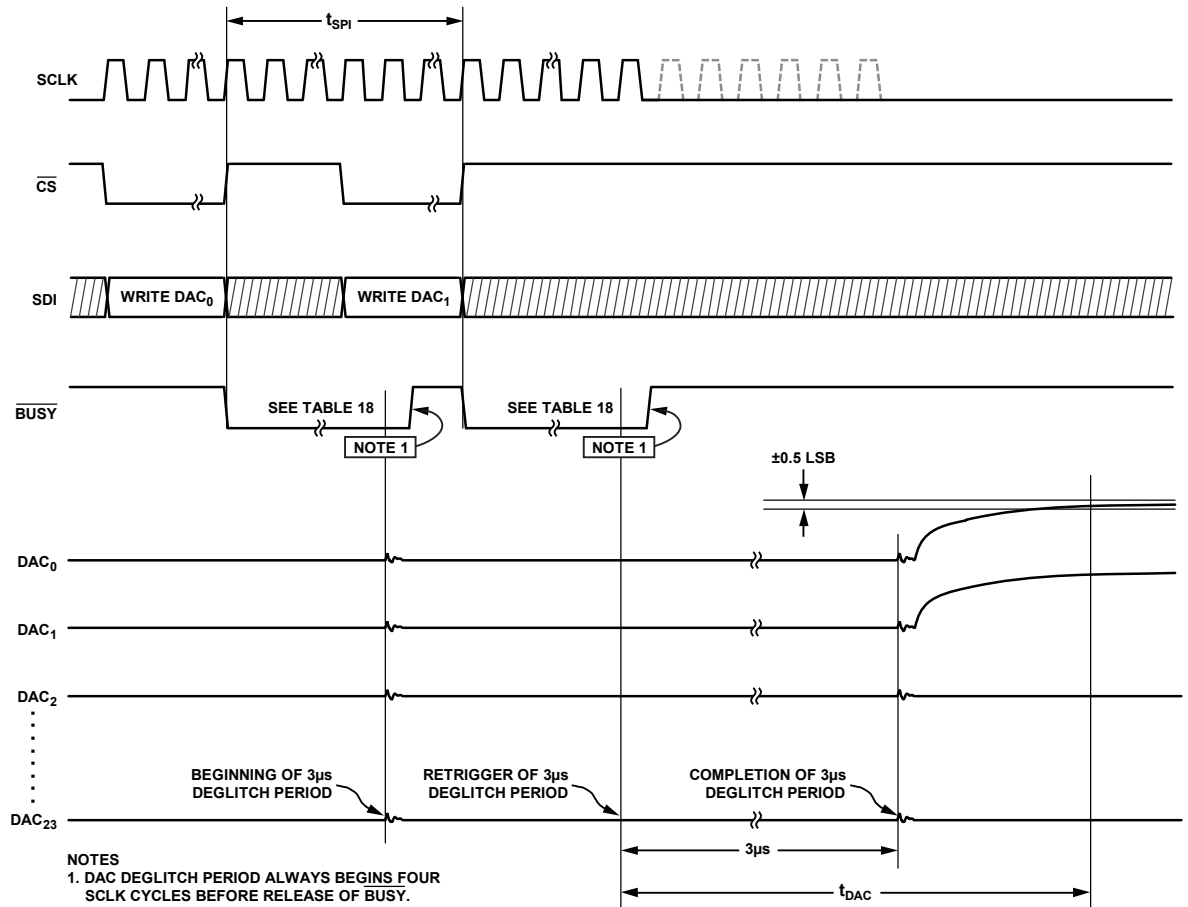 tSPI
SCLK
CS
SDI
WRITE DAC0
WRITE DAC1
BUSY
SEE TABLE 18
SEE TABLE 18
NOTE 1
NOTE 1
±0.5 LSB
DAC0
DAC1
DAC2
BEGINNING OF 3µs
DEGLITCH PERIOD
RETRIGGER OF 3µs
DEGLITCH PERIOD
COMPLETION OF 3µs
DEGLITCH PERIOD
DAC23
3µs
tDAC
NOTES
1. DAC DEGLITCH PERIOD ALWAYS BEGINS FOUR
SCLK CYCLES BEFORE RELEASE OF BUSY.